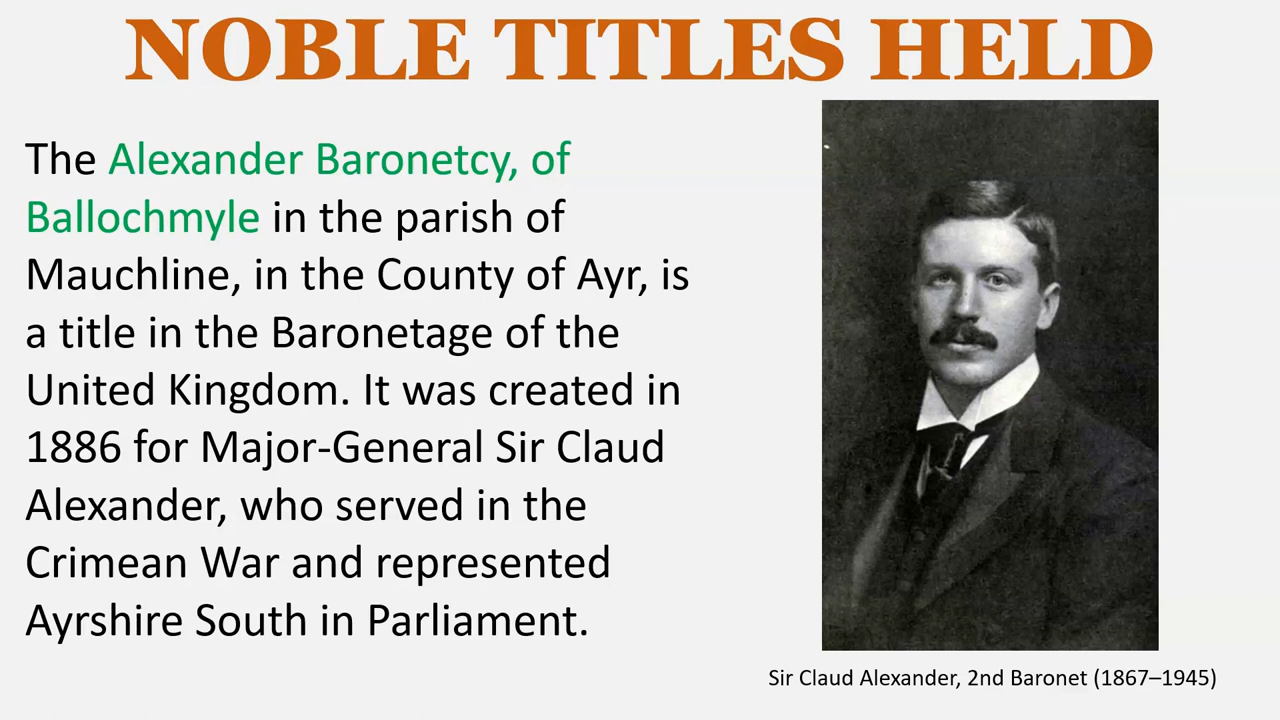 NOBLE TITLES HELD
The Alexander Baronetcy, of
Ballochmyle in the parish of
Mauchline, in the County of Ayr, is
a title in the Baronetage of the
United Kingdom. It was created in
1886 for Major-General Sir Claud
Alexander, who served in the
Crimean War and represented
Ayrshire South in Parliament.
Sir Claud Alexander, 2nd Baronet (1867–1945)